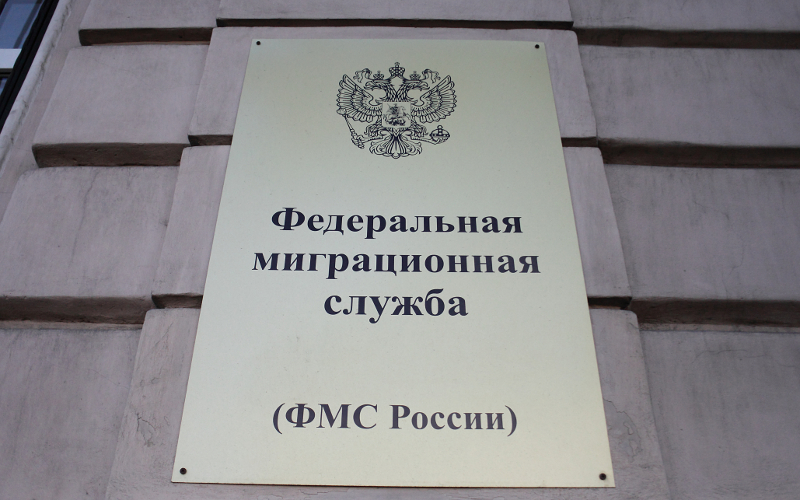 Федеральная
миграционная
служба
(ФМС России)